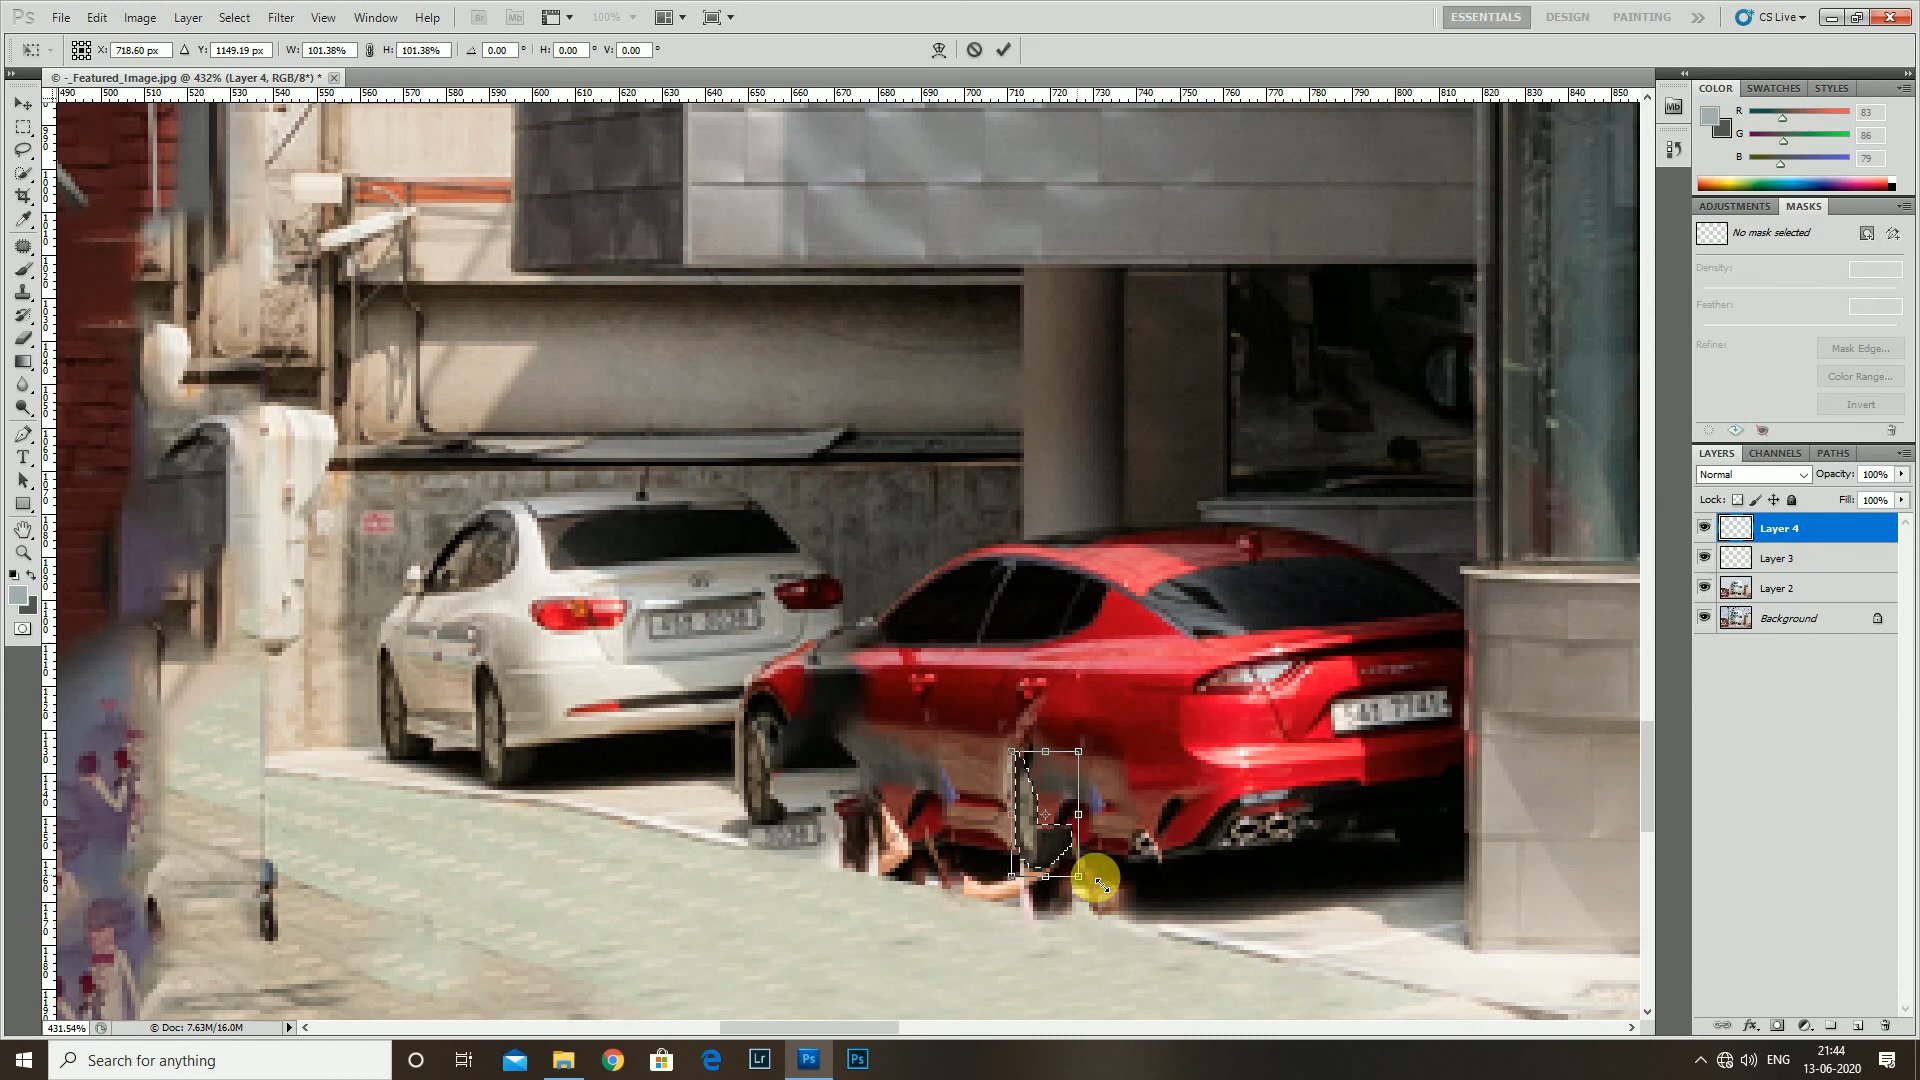 Ps File Edit Image Layer Select Filter View Window Help Br Mb 100% ESSENTIALS DESIGN PAINTING CS Live
X: 718.60 px Y: 1149.19 px W: 101.38% H: 101.38% 0.00 ° H: 0.00 ° V: 0.00 °
© -_Featured_Image.jpg @ 432% (Layer 4, RGB/8*) *
490 500 510 520 530 540 550 560 570 580 590 600 610 620 630 640 650 660 670 680 690 700 710 720 730 740 750 760 770 780 790 800 810 820 830 840 850
COLOR SWATCHES STYLES
R 83
G 86
B 79
ADJUSTMENTS MASKS
No mask selected
Density:
Feather:
Refine: Mask Edge...
Color Range...
Invert
LAYERS CHANNELS PATHS
Normal Opacity: 100%
Lock: Fill: 100%
Layer 4
Layer 3
Layer 2
Background
431.54% © Doc: 7.63M/16.0M
Search for anything
Lr Ps Ps
ENG
21:44
13-06-2020